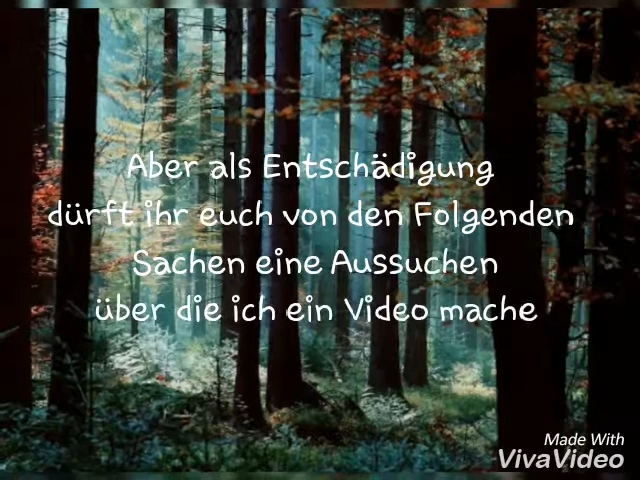 Aber als Entschädigung
dürft ihr euch von den Folgenden
Sachen eine Aussuchen
über die ich ein Video mache
Made With
VivaVideo